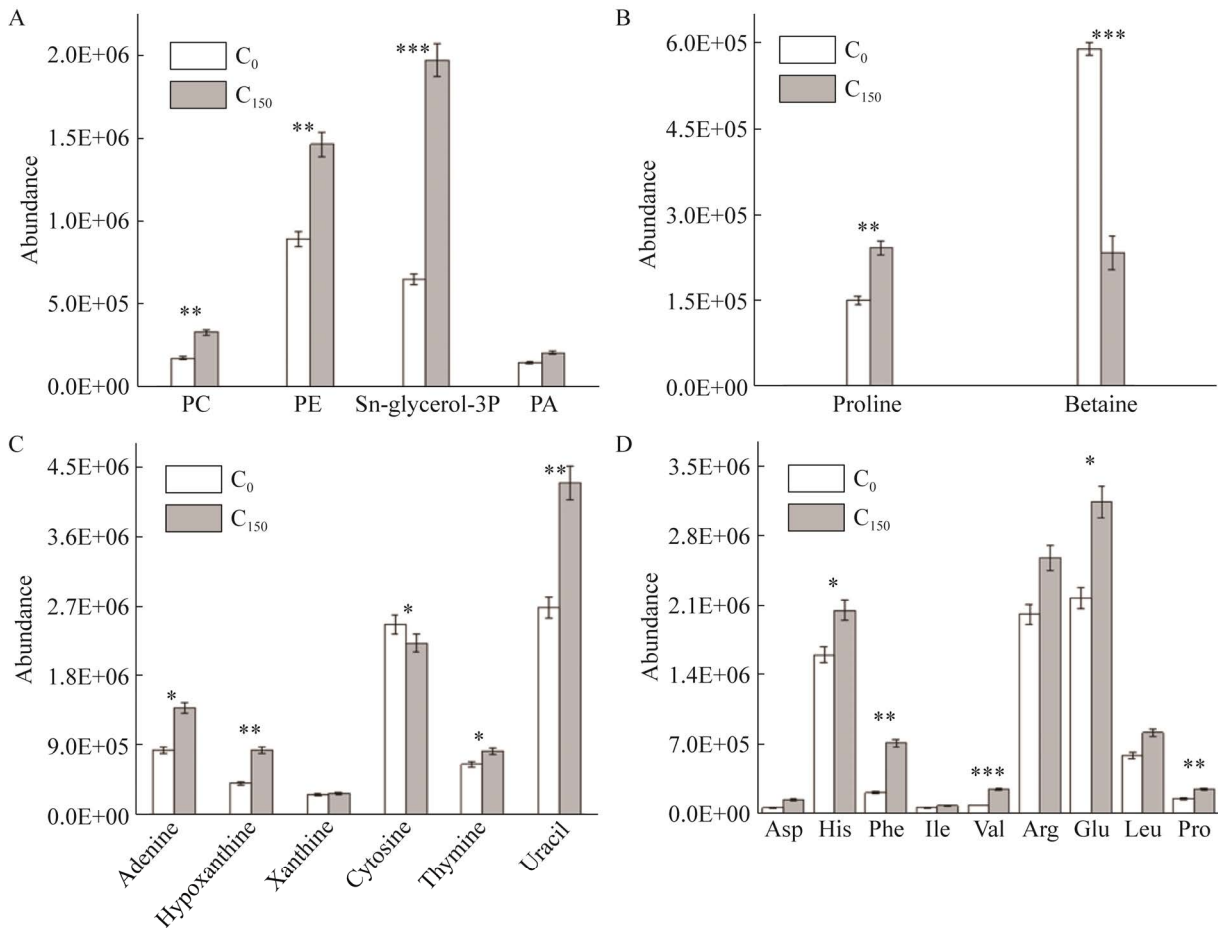 A
Abundance
2.0E+06
1.5E+06
1.0E+06
5.0E+05
0.0E+00
C₀
C₁₅₀
**
**
***
PC PE Sn-glycerol-3P PA
B
Abundance
6.0E+05
4.5E+05
3.0E+05
1.5E+05
0.0E+00
C₀
C₁₅₀
**
***
Proline Betaine
C
Abundance
4.5E+06
3.6E+06
2.7E+06
1.8E+06
9.0E+05
0.0E+00
C₀
C₁₅₀
*
**
*
*
**
Adenine
Hypoxanthine
Xanthine
Cytosine
Thymine
Uracil
D
Abundance
3.5E+06
2.8E+06
2.1E+06
1.4E+06
7.0E+05
0.0E+00
C₀
C₁₅₀
*
**
***
*
**
Asp His Phe Ile Val Arg Glu Leu Pro